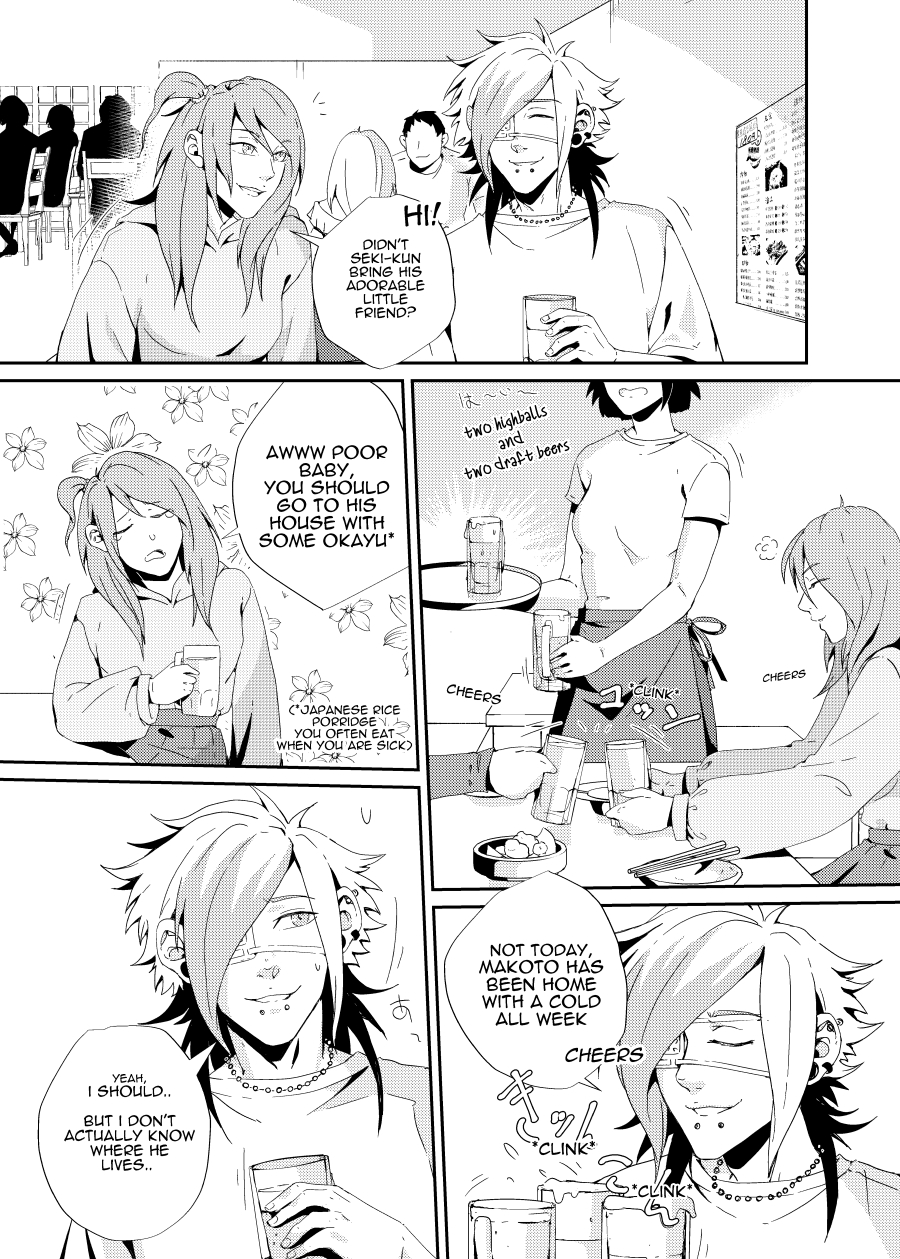 HI!
DIDN'T
SEKI-KUN
BRING HIS
ADORABLE
LITTLE
FRIEND?
は〜い〜
two highballs
and
two draft beers
CHEERS
CHEERS
*CLINK*
NOT TODAY,
MAKOTO HAS
BEEN HOME
WITH A COLD
ALL WEEK
CHEERS
キッ
*CLINK*
*CLINK*
AWWW POOR
BABY,
YOU SHOULD
GO TO HIS
HOUSE WITH
SOME OKAYU*
(*JAPANESE RICE
PORRIDGE
YOU OFTEN EAT
WHEN YOU ARE SICK)
YEAH,
I SHOULD..
BUT I DON'T
ACTUALLY KNOW
WHERE HE
LIVES..